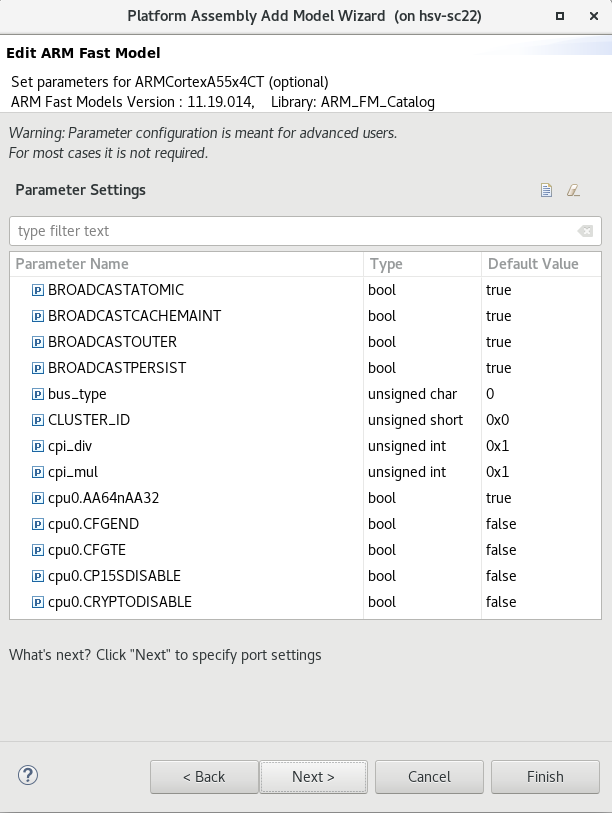 Platform Assembly Add Model Wizard (on hsv-sc22)
Edit ARM Fast Model
Set parameters for ARMCortexA55x4CT (optional)
ARM Fast Models Version : 11.19.014, Library: ARM_FM_Catalog
Warning: Parameter configuration is meant for advanced users.
For most cases it is not required.
Parameter Settings
type filter text
Parameter Name Type Default Value
BROADCASTATOMIC bool true
BROADCASTCACHEMAINT bool true
BROADCASTOUTER bool true
BROADCASTPERSIST bool true
bus_type unsigned char 0
CLUSTER_ID unsigned short 0x0
cpi_div unsigned int 0x1
cpi_mul unsigned int 0x1
cpu0.AA64nAA32 bool true
cpu0.CFGEND bool false
cpu0.CFGTE bool false
cpu0.CP15SDISABLE bool false
cpu0.CRYPTODISABLE bool false
What's next? Click "Next" to specify port settings
< Back Next > Cancel Finish